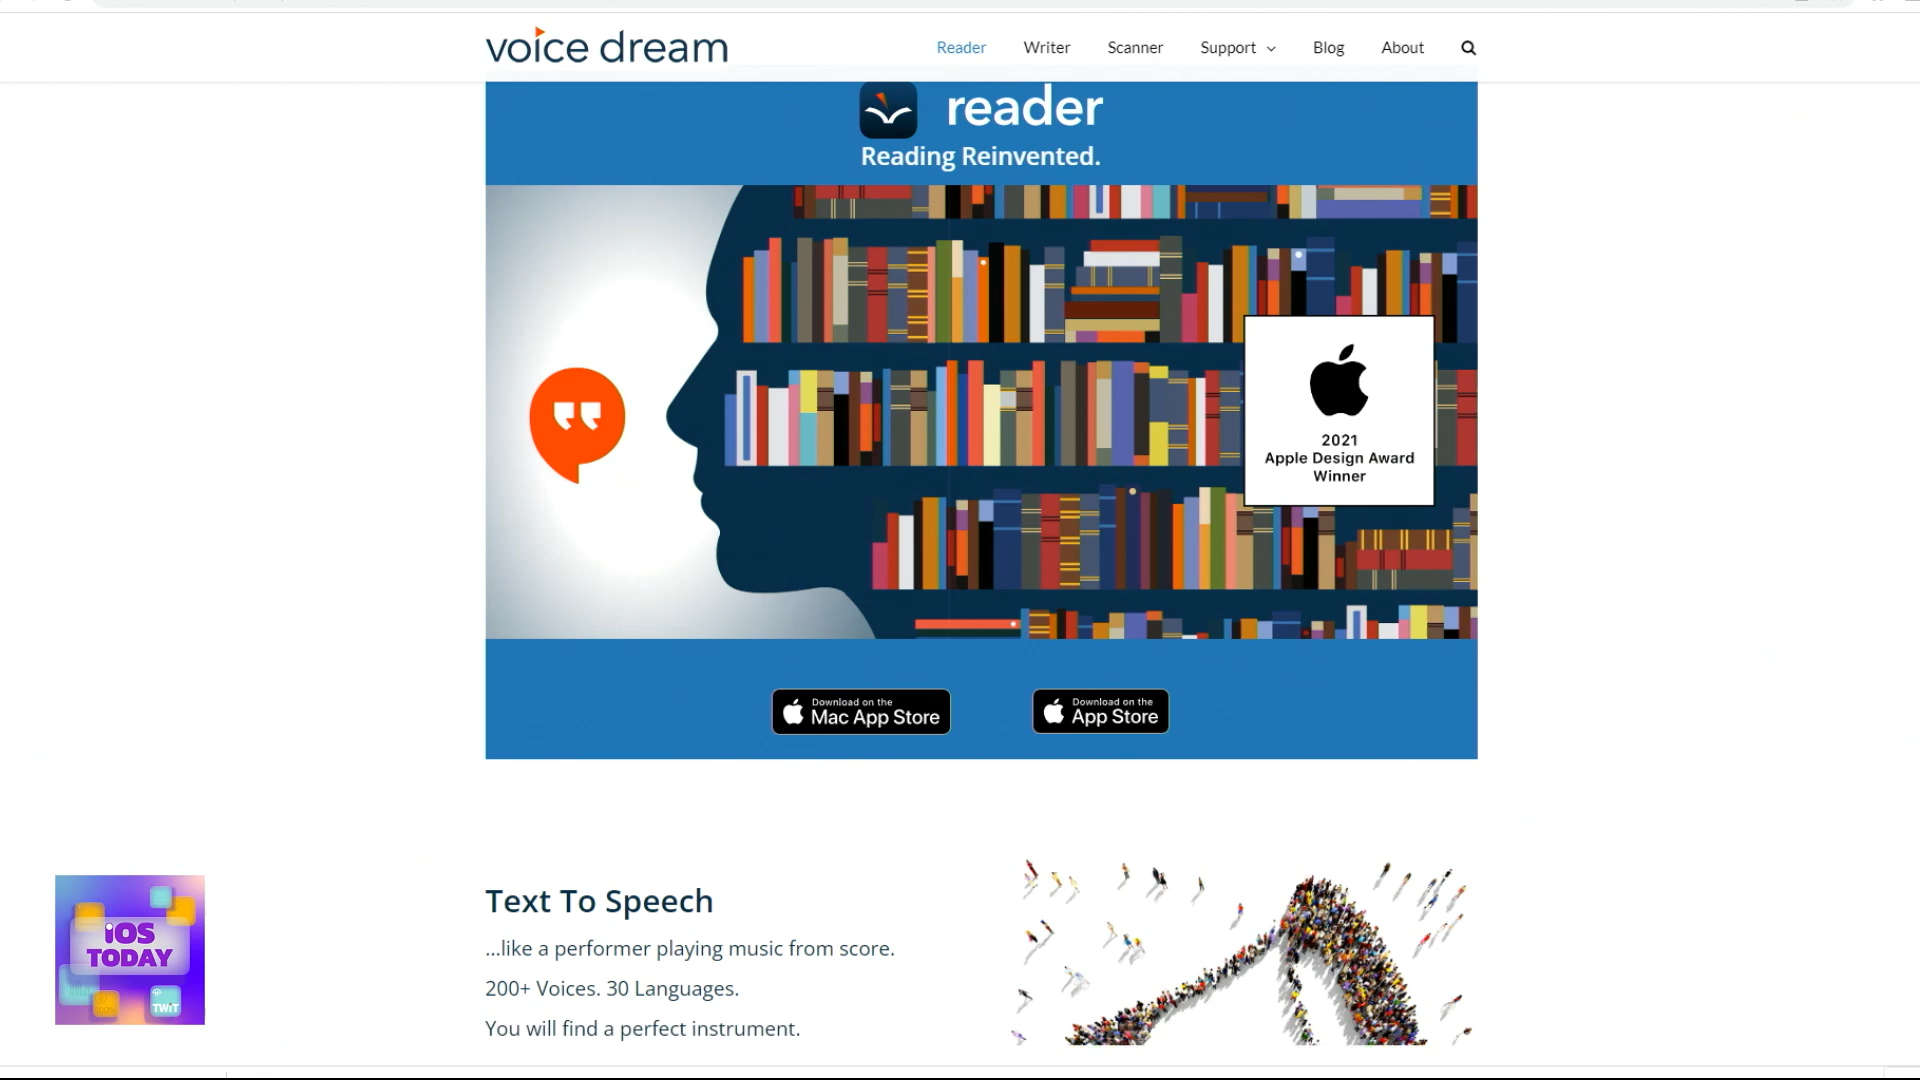 voice dream
Reader Writer Scanner Support Blog About
reader
Reading Reinvented.
2021
Apple Design Award
Winner
Download on the
Mac App Store
Download on the
App Store
Text To Speech
...like a performer playing music from score.
200+ Voices. 30 Languages.
You will find a perfect instrument.
iOS
TODAY
TWiT